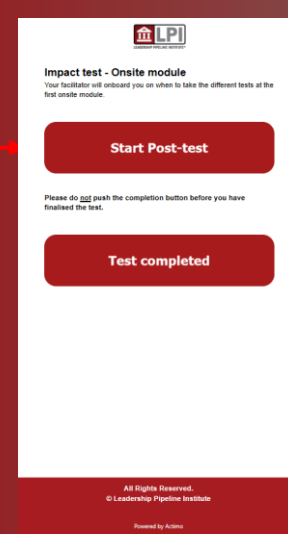 LPI
LEADERSHIP PIPELINE INSTITUTE
Impact test - Onsite module
Your facilitator will onboard you on when to take the different tests at the
first onsite module.
Start Post-test
Please do not push the completion button before you have
finalised the test.
Test completed
All Rights Reserved.
© Leadership Pipeline Institute
Powered by Actimo